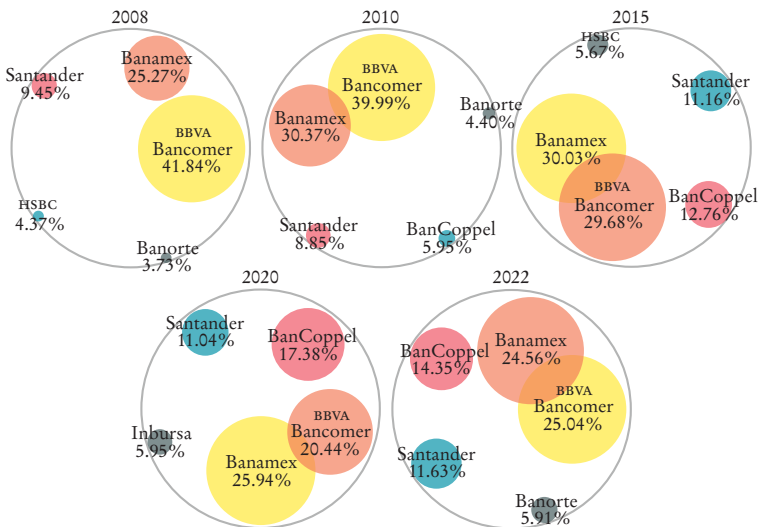 2008
Banamex
25.27%
Santander
9.45%
BBVA
Bancomer
41.84%
HSBC
4.37%
Banorte
3.73%
2010
BBVA
Bancomer
39.99%
Banamex
30.37%
Banorte
4.40%
Santander
8.85%
BanCoppel
5.95%
2015
HSBC
5.67%
Santander
11.16%
Banamex
30.03%
BBVA
Bancomer
29.68%
BanCoppel
12.76%
2020
Santander
11.04%
BanCoppel
17.38%
BBVA
Bancomer
20.44%
Inbursa
5.95%
Banamex
25.94%
2022
Banamex
24.56%
BanCoppel
14.35%
BBVA
Bancomer
25.04%
Santander
11.63%
Banorte
5.91%